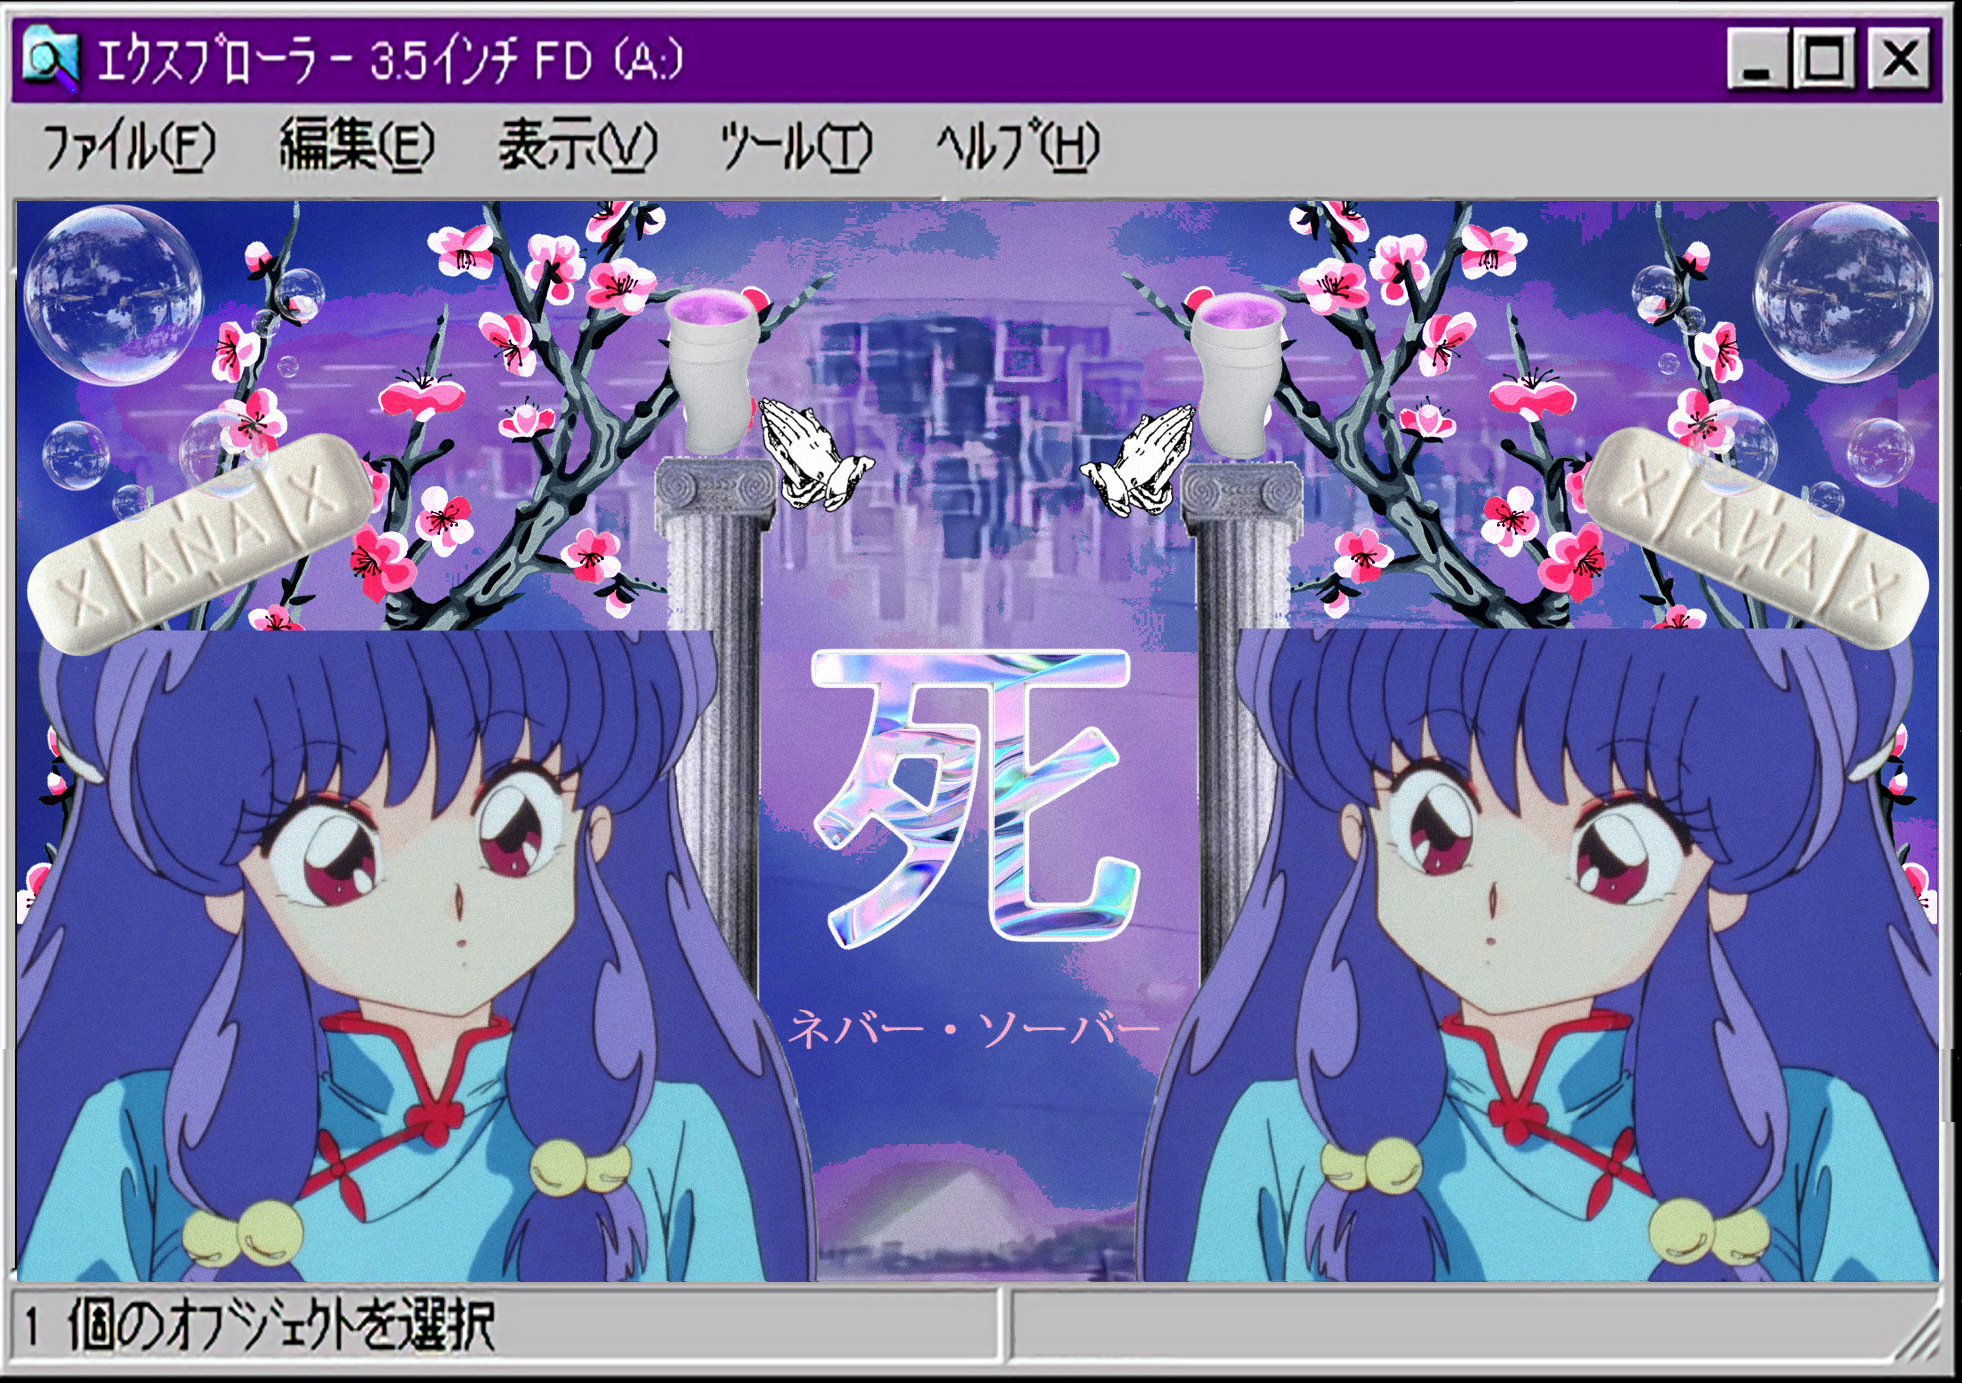 エクスプローラ - 3.5インチ FD (A:)
ファイル(F) 編集(E) 表示(V) ツール(T) ヘルプ(H)
X ANA X
X ANA X
死
ネバー・ソーバー
1 個のオブジェクトを選択